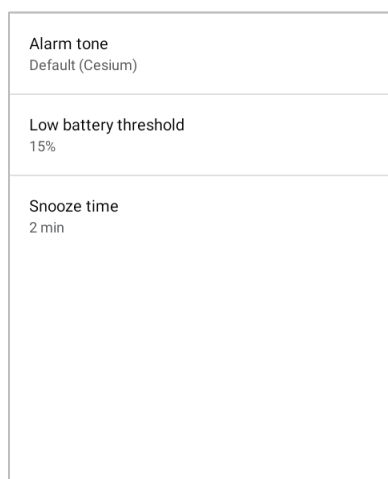 Alarm tone
Default (Cesium)
Low battery threshold
15%
Snooze time
2 min